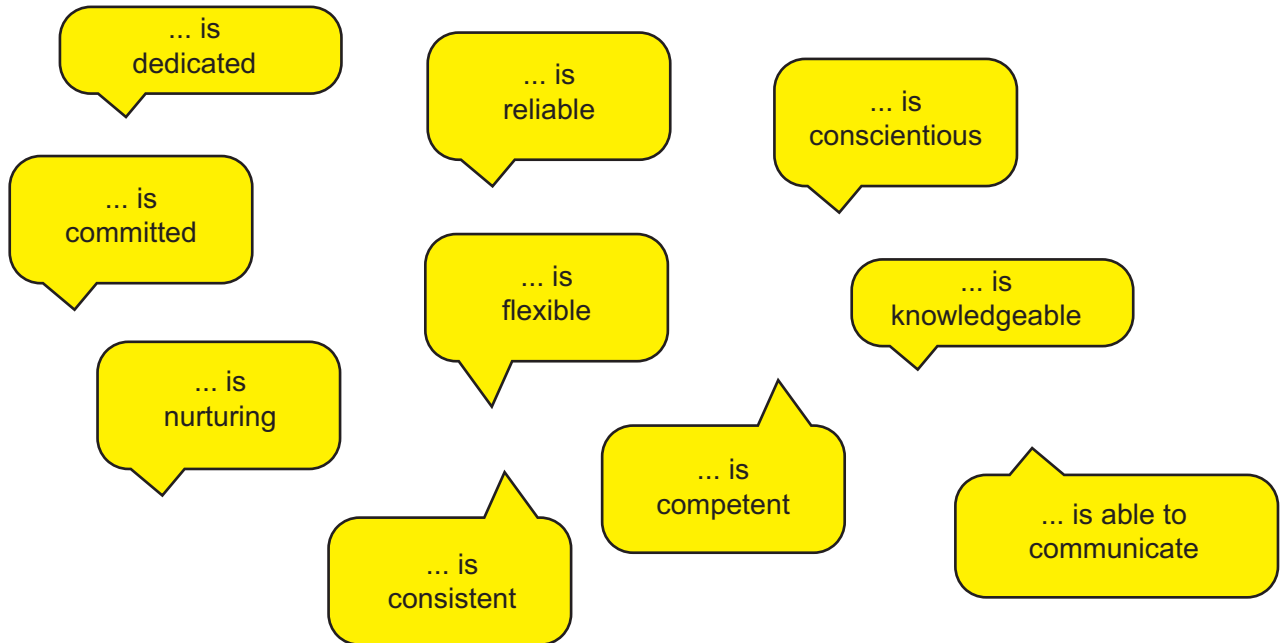 ... is
dedicated
... is
reliable
... is
conscientious
... is
committed
... is
flexible
... is
knowledgeable
... is
nurturing
... is
competent
... is able to
communicate
... is
consistent